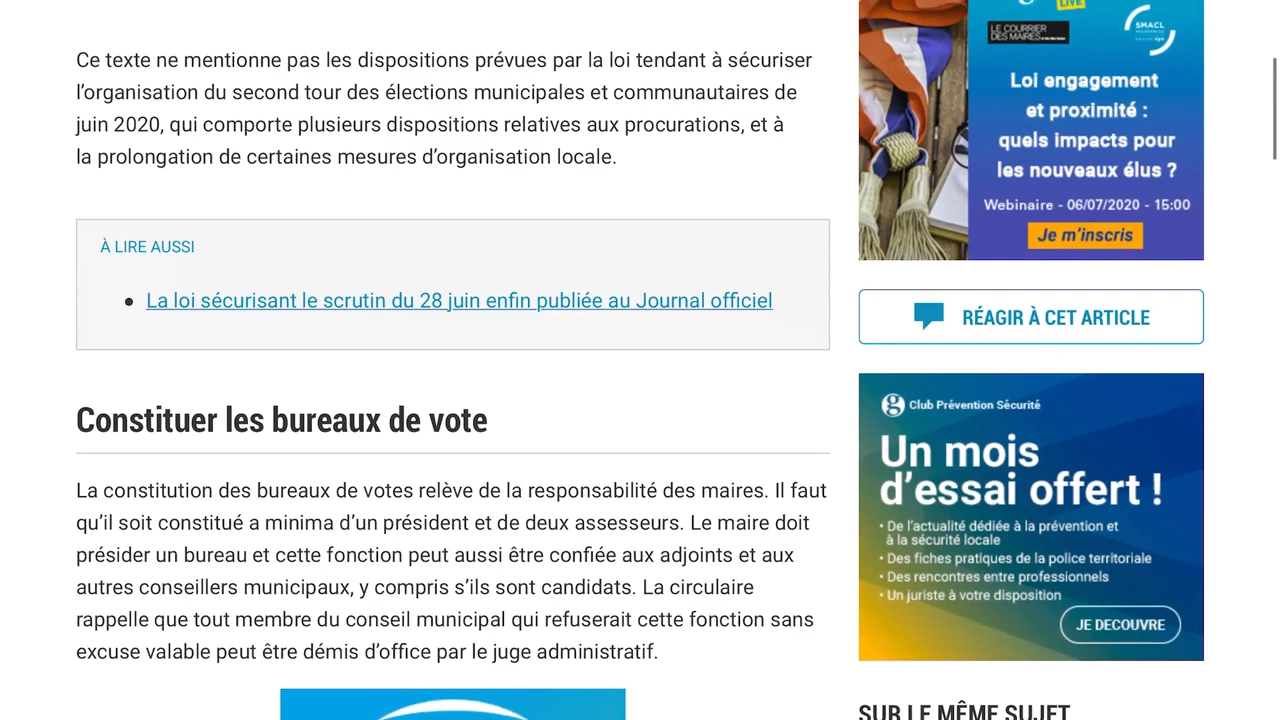 Ce texte ne mentionne pas les dispositions prévues par la loi tendant à sécuriser
l’organisation du second tour des élections municipales et communautaires de
juin 2020, qui comporte plusieurs dispositions relatives aux procurations, et à
la prolongation de certaines mesures d’organisation locale.
À LIRE AUSSI
• La loi sécurisant le scrutin du 28 juin enfin publiée au Journal officiel
Constituer les bureaux de vote
La constitution des bureaux de votes relève de la responsabilité des maires. Il faut
qu’il soit constitué a minima d’un président et de deux assesseurs. Le maire doit
présider un bureau et cette fonction peut aussi être confiée aux adjoints et aux
autres conseillers municipaux, y compris s’ils sont candidats. La circulaire
rappelle que tout membre du conseil municipal qui refuserait cette fonction sans
excuse valable peut être démis d’office par le juge administratif.
LIVE
LE COURRIER
DES MAIRES
SMACL
Loi engagement
et proximité :
quels impacts pour
les nouveaux élus ?
Webinaire - 06/07/2020 - 15:00
Je m’inscris
RÉAGIR À CET ARTICLE
g Club Prévention Sécurité
Un mois
d’essai offert !
• De l’actualité dédiée à la prévention et
à la sécurité locale
• Des fiches pratiques de la police territoriale
• Des rencontres entre professionnels
• Un juriste à votre disposition
JE DECOUVRE
SUR LE MÊME SUJET